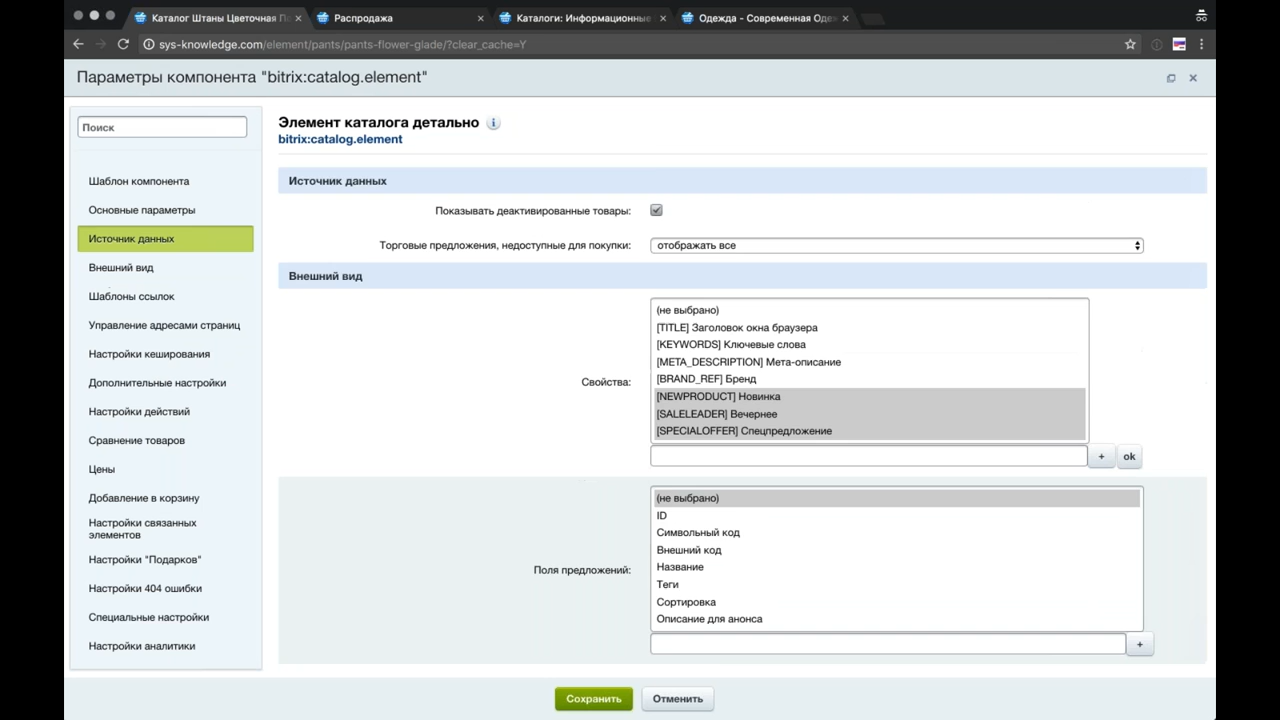 Каталог Штаны Цветочная По
Распродажа
Каталоги: Информационные
Одежда - Современная Оде
sys-knowledge.com/element/pants/pants-flower-glade/?clear_cache=Y
Параметры компонента "bitrix:catalog.element"
Поиск
Шаблон компонента
Основные параметры
Источник данных
Внешний вид
Шаблоны ссылок
Управление адресами страниц
Настройки кеширования
Дополнительные настройки
Настройки действий
Сравнение товаров
Цены
Добавление в корзину
Настройки связанных
элементов
Настройки "Подарков"
Настройки 404 ошибки
Специальные настройки
Настройки аналитики
Элемент каталога детально
bitrix:catalog.element
Источник данных
Показывать деактивированные товары:
Торговые предложения, недоступные для покупки: отображать все
Внешний вид
Свойства:
(не выбрано)
[TITLE] Заголовок окна браузера
[KEYWORDS] Ключевые слова
[META_DESCRIPTION] Мета-описание
[BRAND_REF] Бренд
[NEWPRODUCT] Новинка
[SALELEADER] Вечернее
[SPECIALOFFER] Спецпредложение
+ ok
Поля предложений:
(не выбрано)
ID
Символьный код
Внешний код
Название
Теги
Сортировка
Описание для анонса
+
Сохранить Отменить